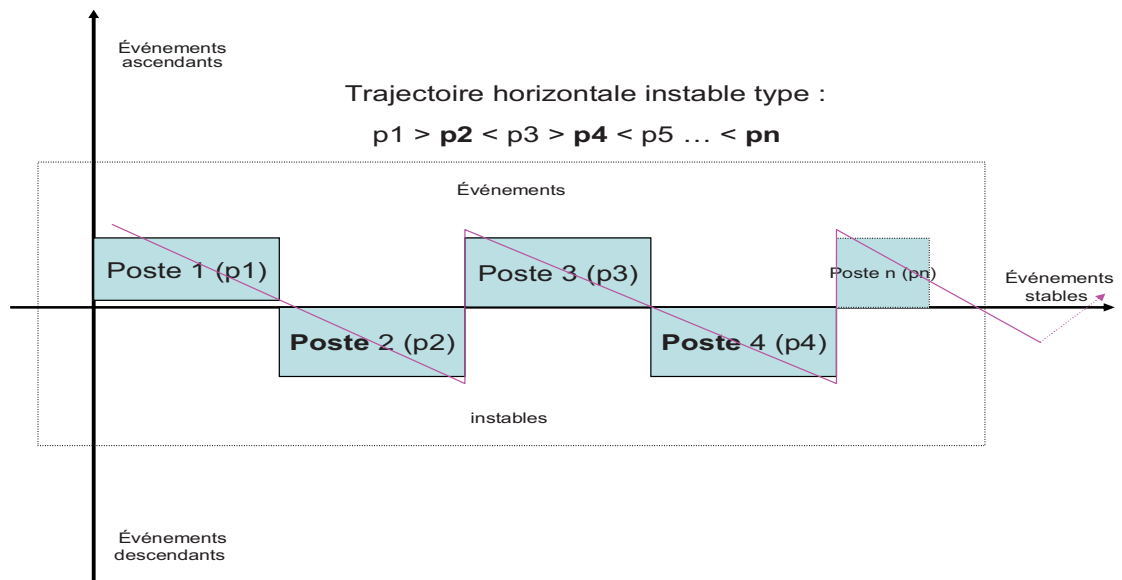 Événements
ascendants
Trajectoire horizontale instable type :
p1 > p2 < p3 > p4 < p5 … < pn
Événements
Poste 1 (p1)
Poste 3 (p3)
Poste n (pn)
Événements
stables
Poste 2 (p2)
Poste 4 (p4)
instables
Événements
descendants